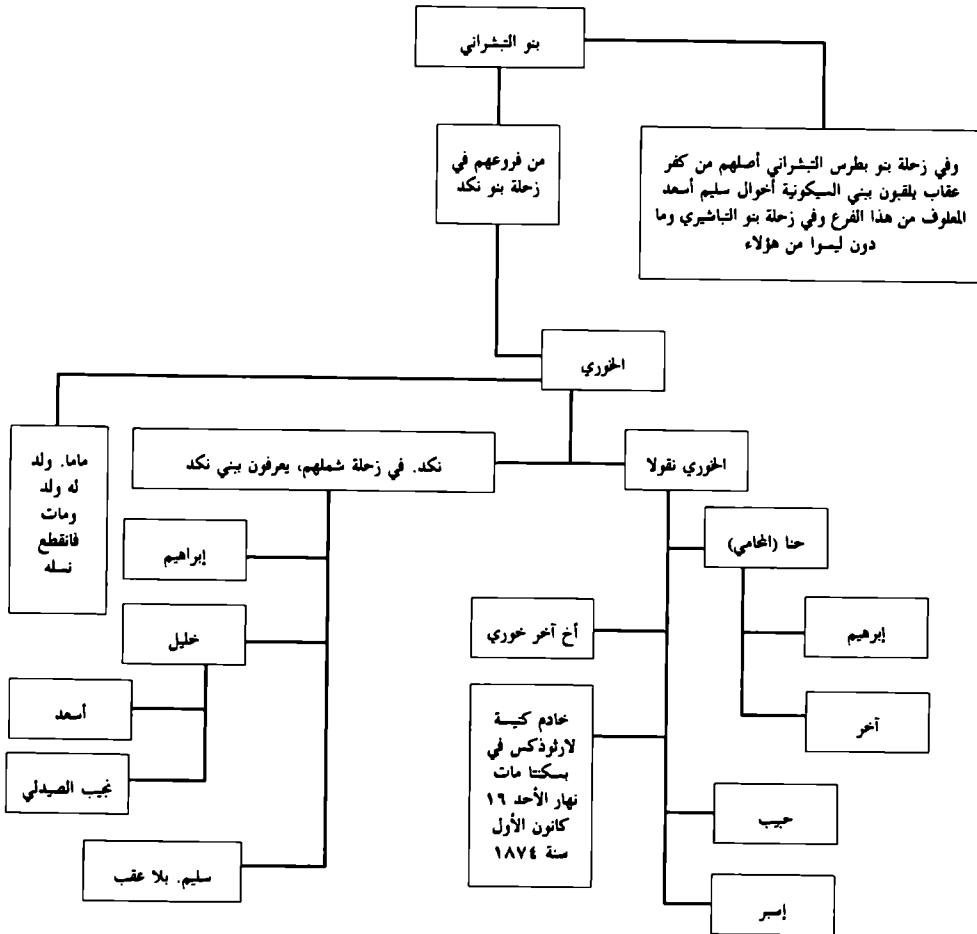 بنو التبشراني
وفي زحلة بنو بطرس التبشراني أصلهم من كفر
عقاب يلقبون ببني السيكونية أخوال سليم أسعد
المعلوف من هذا الفرع وفي زحلة بنو التباشيري وما
دون ليسوا من هؤلاء
من فروعهم في
زحلة بنو نكد
الخوري
الخوري نقولا
نكد. في زحلة شملهم، يعرفون ببني نكد
ماما. ولد
له ولد
ومات
فانقطع
نسله
حنا (المحامي)
إبراهيم
خليل
أخ آخر خوري
إبرهيم
آخر
أسعد
نجيب الصيدلي
خادم كنيسة
لارثوذكس في
بسكنتا مات
نهار الأحد ١٦
كانون الأول
سنة ١٨٧٤
حبيب
سليم. بلا عقب
إسبر